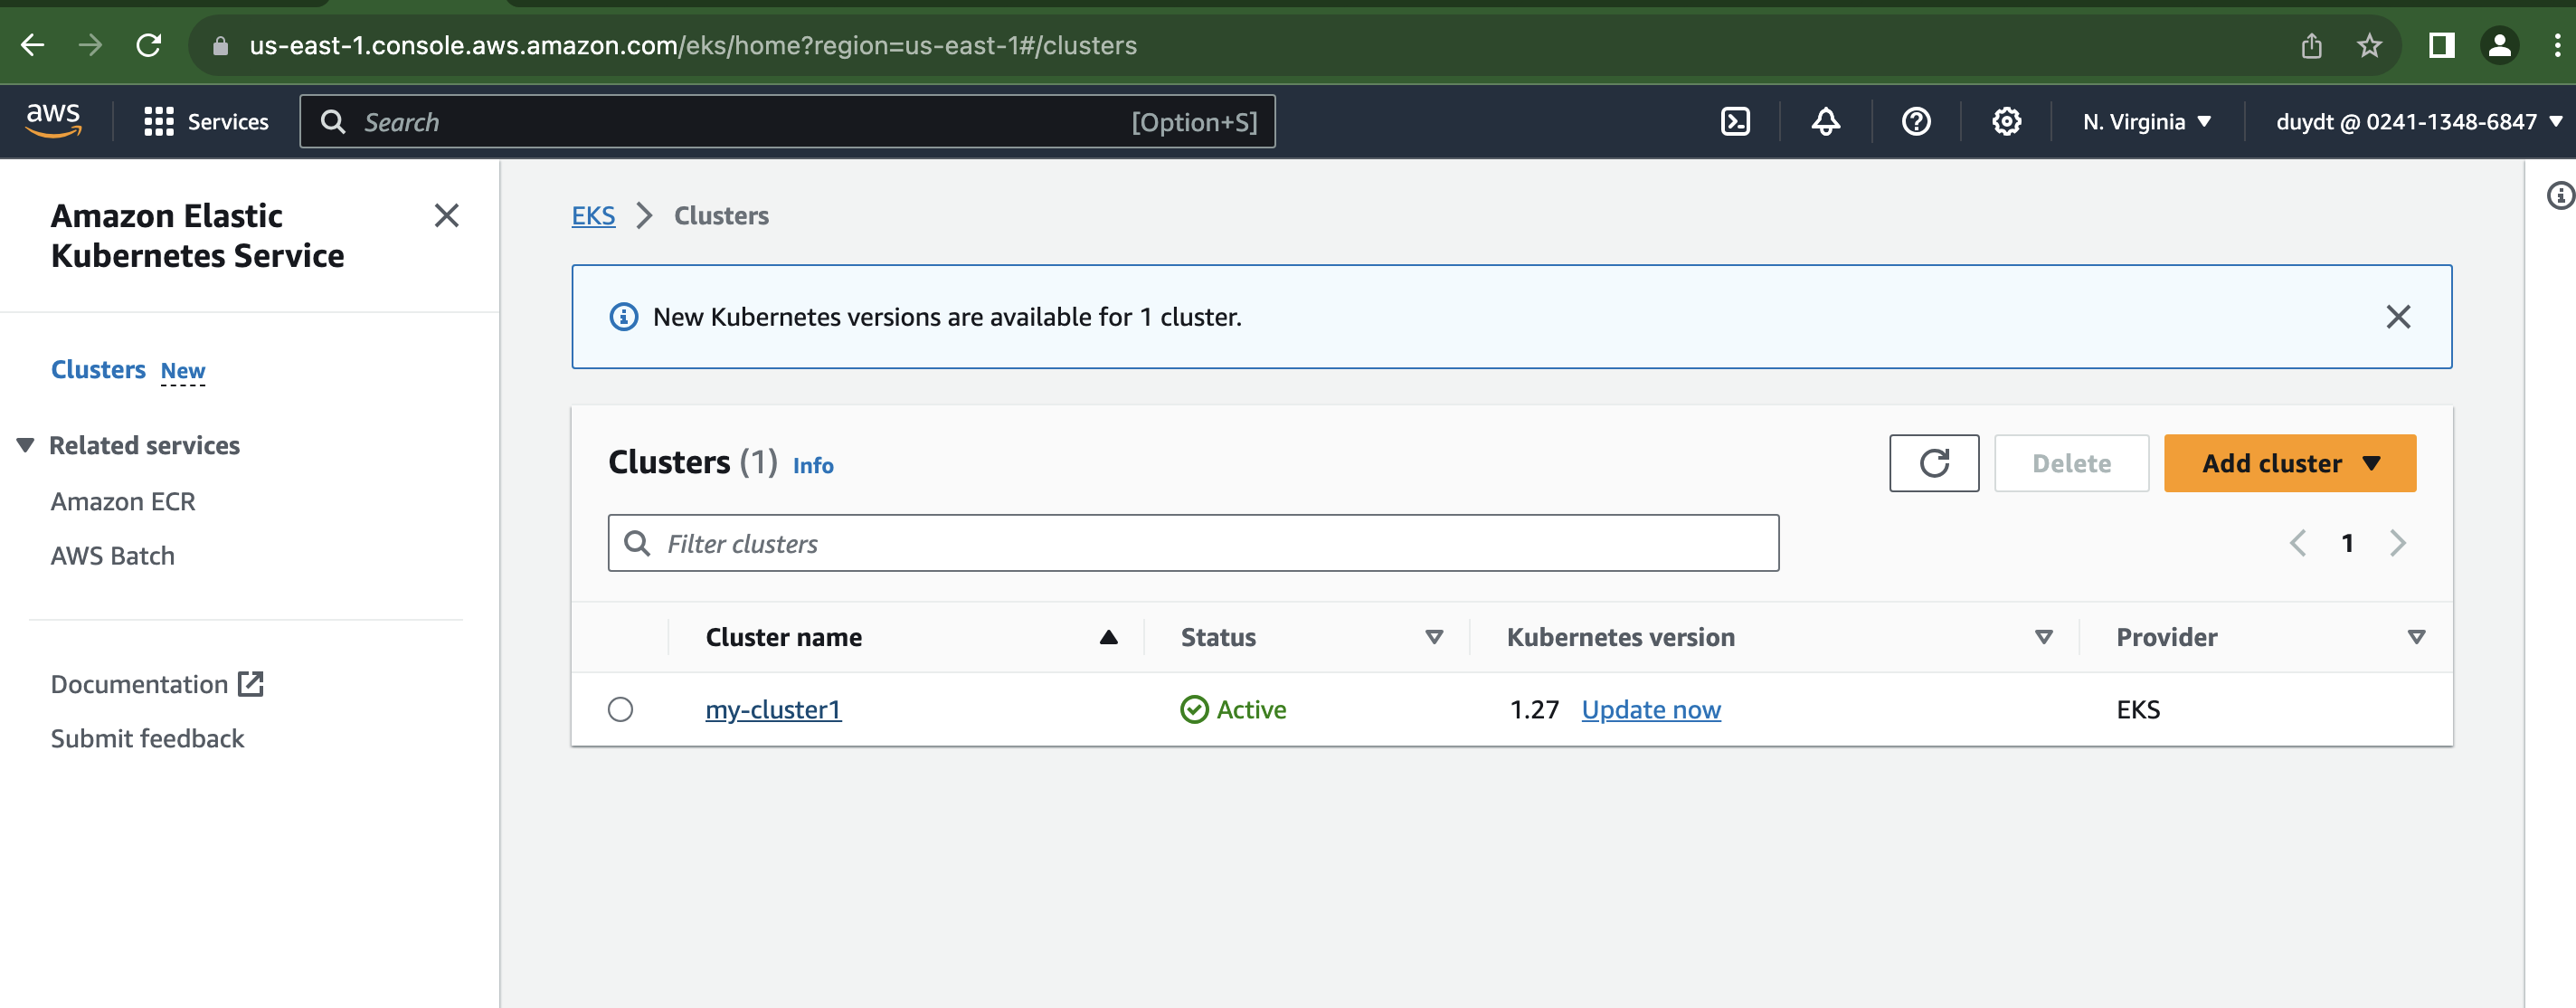 us-east-1.console.aws.amazon.com/eks/home?region=us-east-1#/clusters
aws
Services
Search
[Option+S]
N. Virginia
duydt @ 0241-1348-6847
Amazon Elastic
Kubernetes Service
Clusters New
Related services
Amazon ECR
AWS Batch
Documentation
Submit feedback
EKS
Clusters
New Kubernetes versions are available for 1 cluster.
Clusters (1) Info
Delete
Add cluster
Filter clusters
1
Cluster name
Status
Kubernetes version
Provider
my-cluster1
Active
1.27
Update now
EKS